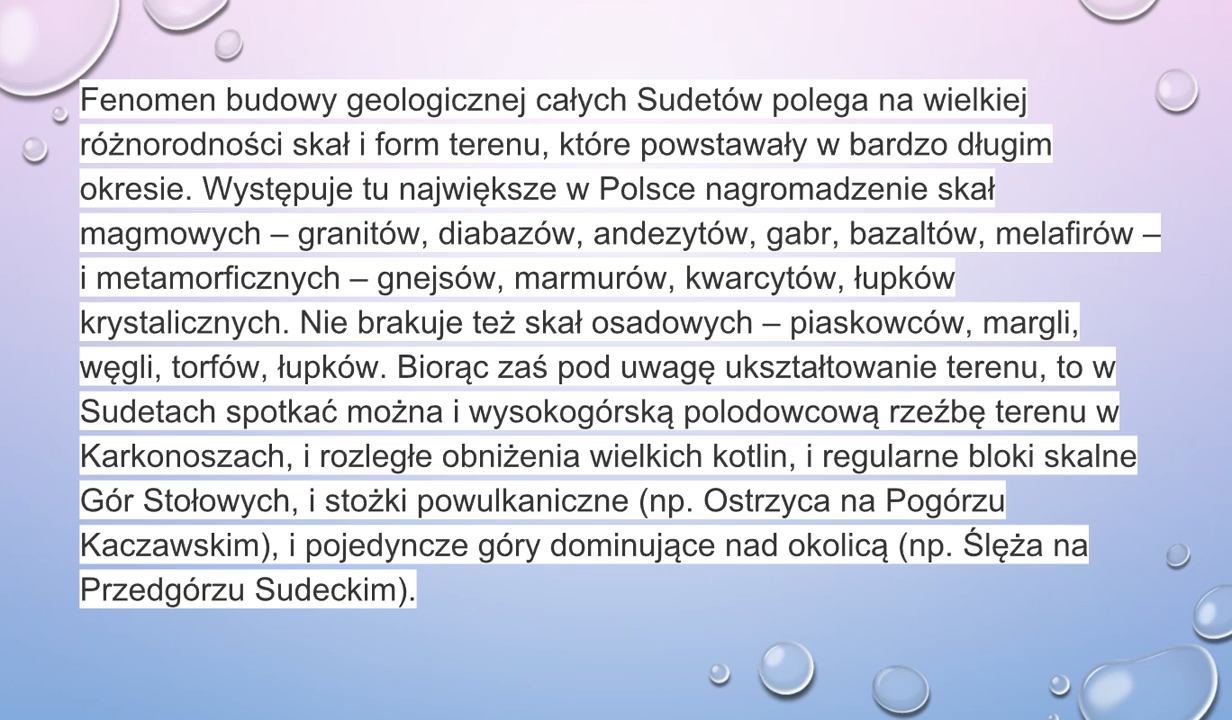 Fenomen budowy geologicznej całych Sudetów polega na wielkiej
różnorodności skał i form terenu, które powstawały w bardzo długim
okresie. Występuje tu największe w Polsce nagromadzenie skał
magmowych – granitów, diabazów, andezytów, gabr, bazaltów, melafirów –
i metamorficznych – gnejsów, marmurów, kwarcytów, łupków
krystalicznych. Nie brakuje też skał osadowych – piaskowców, margli,
węgli, torfów, łupków. Biorąc zaś pod uwagę ukształtowanie terenu, to w
Sudetach spotkać można i wysokogórską polodowcową rzeźbę terenu w
Karkonoszach, i rozległe obniżenia wielkich kotlin, i regularne bloki skalne
Gór Stołowych, i stożki powulkaniczne (np. Ostrzyca na Pogórzu
Kaczawskim), i pojedyncze góry dominujące nad okolicą (np. Ślęża na
Przedgórzu Sudeckim).